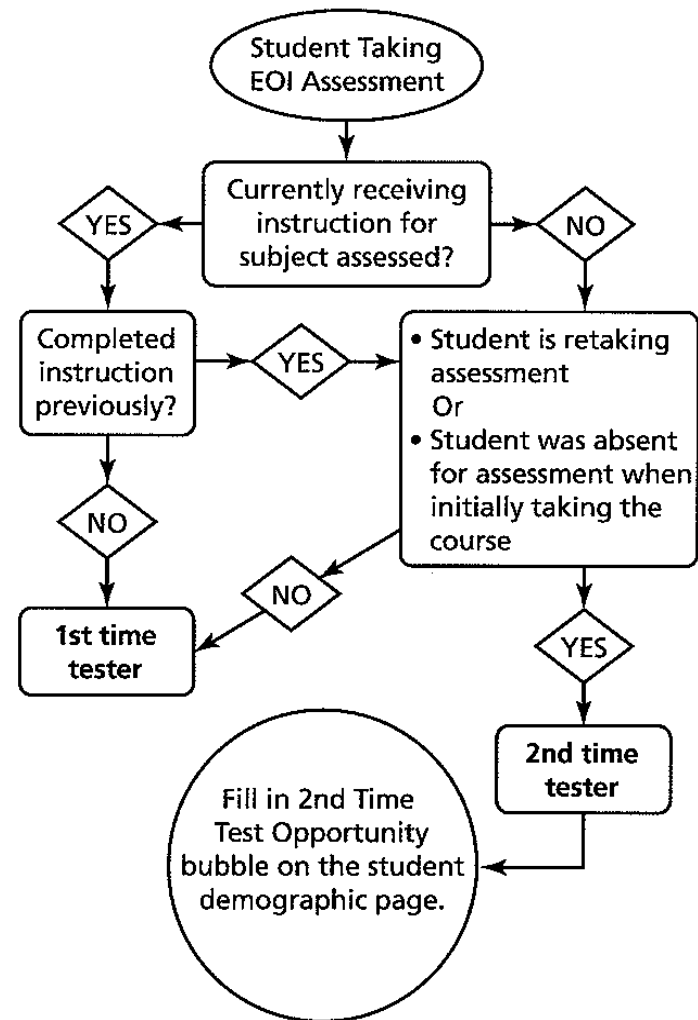 Student Taking
EOI Assessment
Currently receiving
instruction for
subject assessed?
YES
NO
Completed
instruction
previously?
YES
• Student is retaking
assessment
Or
• Student was absent
for assessment when
initially taking the
course
NO
NO
1st time
tester
YES
2nd time
tester
Fill in 2nd Time
Test Opportunity
bubble on the student
demographic page.